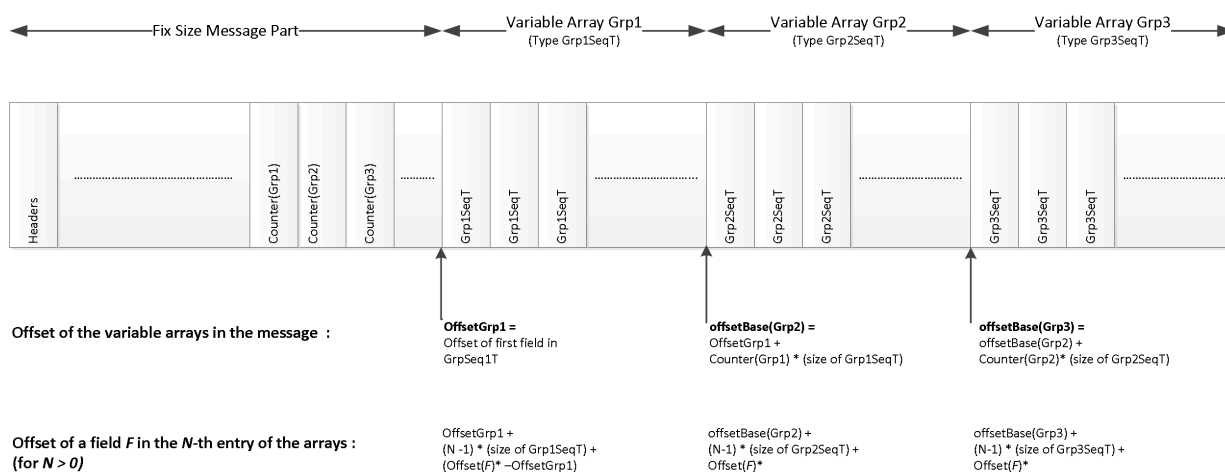 Fix Size Message Part
Variable Array Grp1
(Type Grp1SeqT)
Variable Array Grp2
(Type Grp2SeqT)
Variable Array Grp3
(Type Grp3SeqT)
Headers
Counter(Grp1)
Counter(Grp2)
Counter(Grp3)
Grp1SeqT
Grp1SeqT
Grp1SeqT
Grp2SeqT
Grp2SeqT
Grp2SeqT
Grp3SeqT
Grp3SeqT
Grp3SeqT
Offset of the variable arrays in the message :
OffsetGrp1 =
Offset of first field in
GrpSeq1T
offsetBase(Grp2) =
OffsetGrp1 +
Counter(Grp1) * (size of Grp1SeqT)
offsetBase(Grp3) =
offsetBase(Grp2) +
Counter(Grp2)* (size of Grp2SeqT)
Offset of a field F in the N-th entry of the arrays :
(for N > 0)
OffsetGrp1 +
(N -1) * (size of Grp1SeqT) +
(Offset(F)* –OffsetGrp1)
offsetBase(Grp2) +
(N-1) * (size of Grp2SeqT) +
Offset(F)*
offsetBase(Grp3) +
(N-1) * (size of Grp3SeqT) +
Offset(F)*